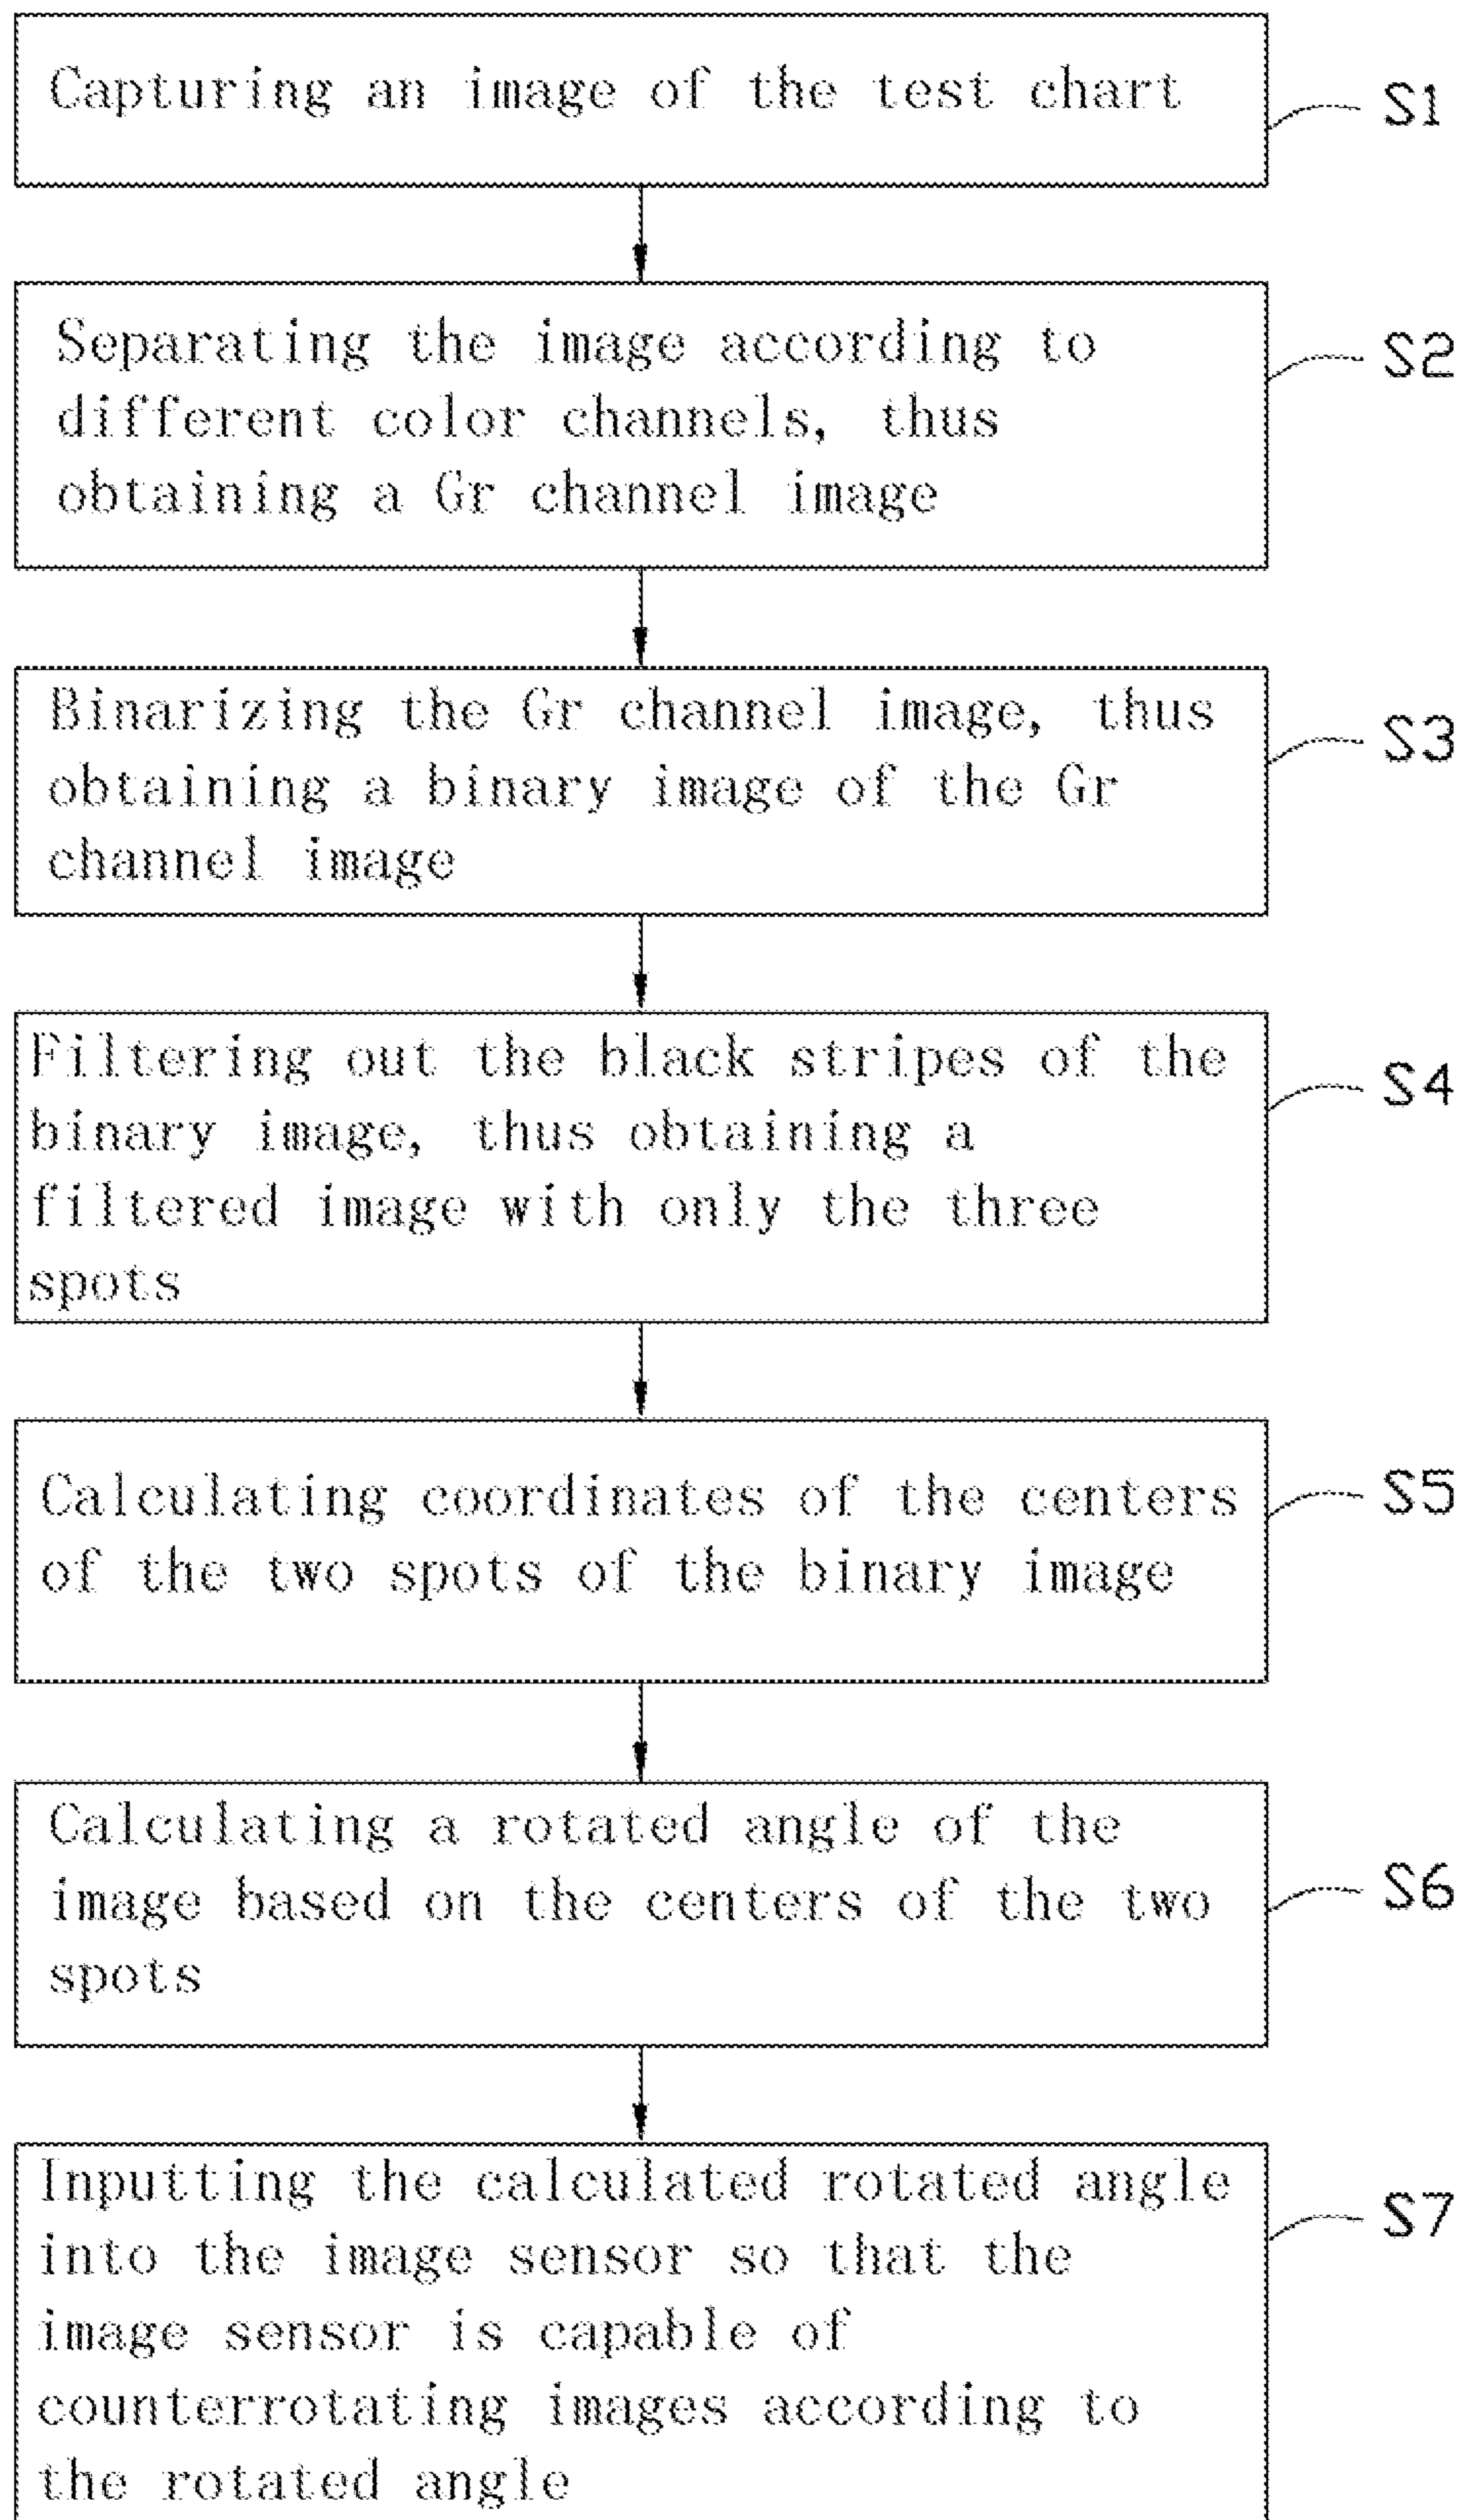 Capturing an image of the test chart
S1
Separating the image according to
different color channels, thus
obtaining a Gr channel image
S2
Binarizing the Gr channel image, thus
obtaining a binary image of the Gr
channel image
S3
Filtering out the black stripes of the
binary image, thus obtaining a
filtered image with only the three
spots
S4
Calculating coordinates of the centers
of the two spots of the binary image
S5
Calculating a rotated angle of the
image based on the centers of the two
spots
S6
Inputting the calculated rotated angle
into the image sensor so that the
image sensor is capable of
counterrotating images according to
the rotated angle
S7